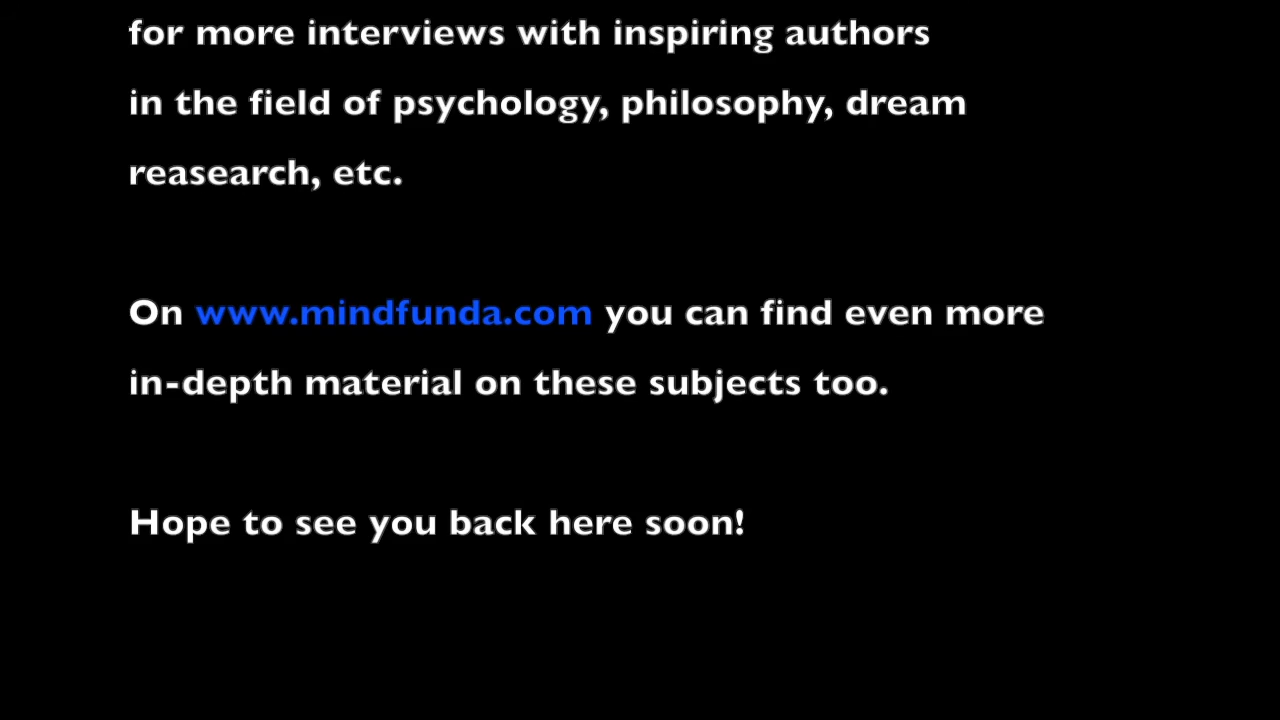 for more interviews with inspiring authors
in the field of psychology, philosophy, dream
reasearch, etc.
On www.mindfunda.com you can find even more
in-depth material on these subjects too.
Hope to see you back here soon!